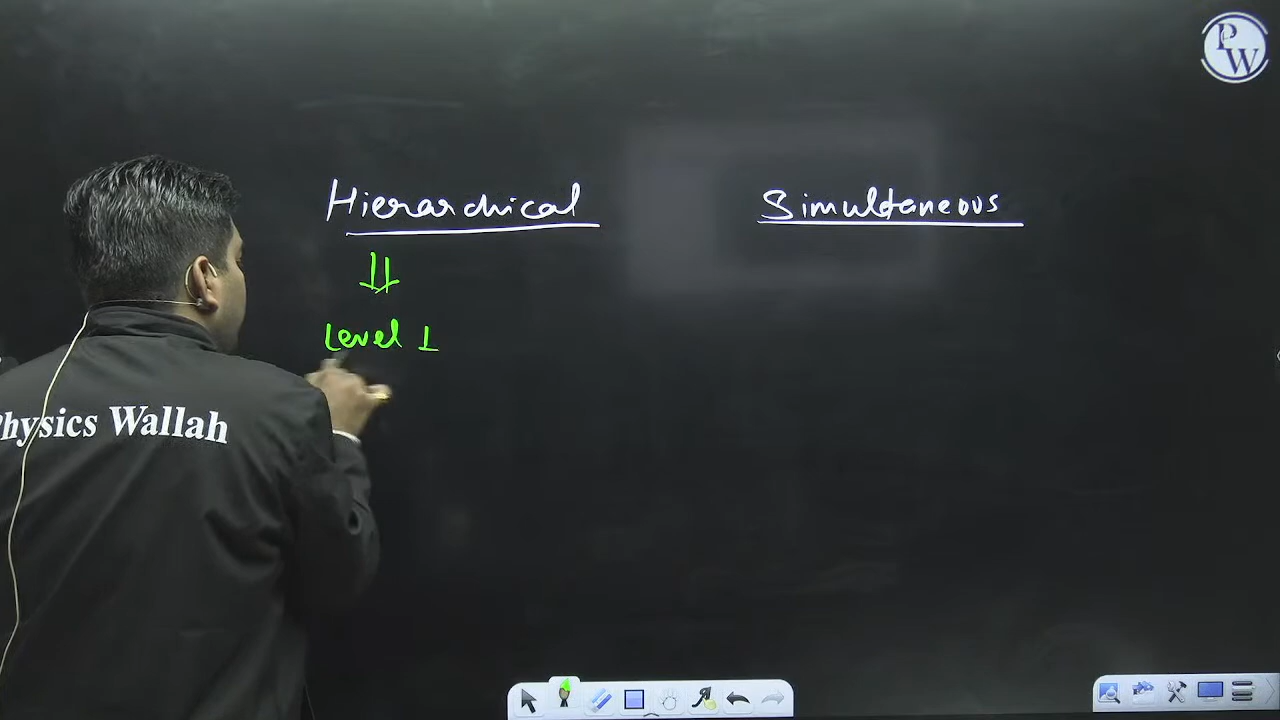 PW
Hierarchical
Simultaneous
Level 1
Physics Wallah